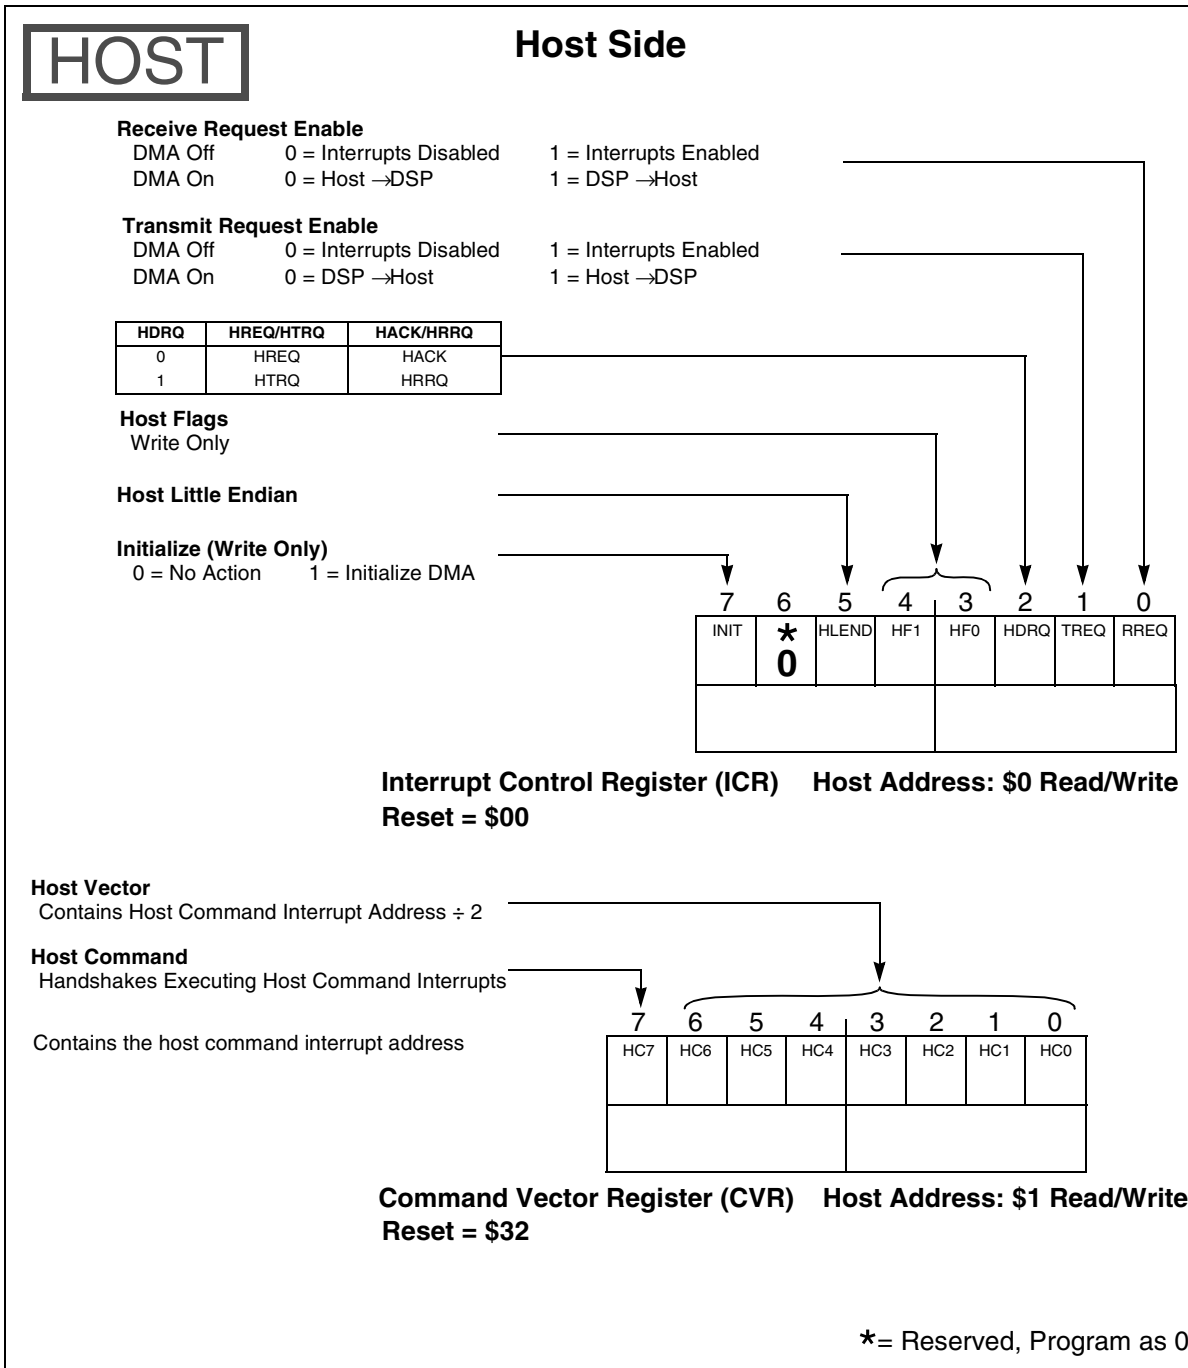 HOST
Host Side
Receive Request Enable
DMA Off 0 = Interrupts Disabled 1 = Interrupts Enabled
DMA On 0 = Host →DSP 1 = DSP →Host
Transmit Request Enable
DMA Off 0 = Interrupts Disabled 1 = Interrupts Enabled
DMA On 0 = DSP →Host 1 = Host →DSP
HDRQ HREQ/HTRQ HACK/HRRQ
0 HREQ HACK
1 HTRQ HRRQ
Host Flags
Write Only
Host Little Endian
Initialize (Write Only)
0 = No Action 1 = Initialize DMA
7 6 5 4 3 2 1 0
INIT * HLEND HF1 HF0 HDRQ TREQ RREQ
0
Interrupt Control Register (ICR) Host Address: $0 Read/Write
Reset = $00
Host Vector
Contains Host Command Interrupt Address ÷ 2
Host Command
Handshakes Executing Host Command Interrupts
Contains the host command interrupt address
7 6 5 4 3 2 1 0
HC7 HC6 HC5 HC4 HC3 HC2 HC1 HC0
Command Vector Register (CVR) Host Address: $1 Read/Write
Reset = $32
*= Reserved, Program as 0